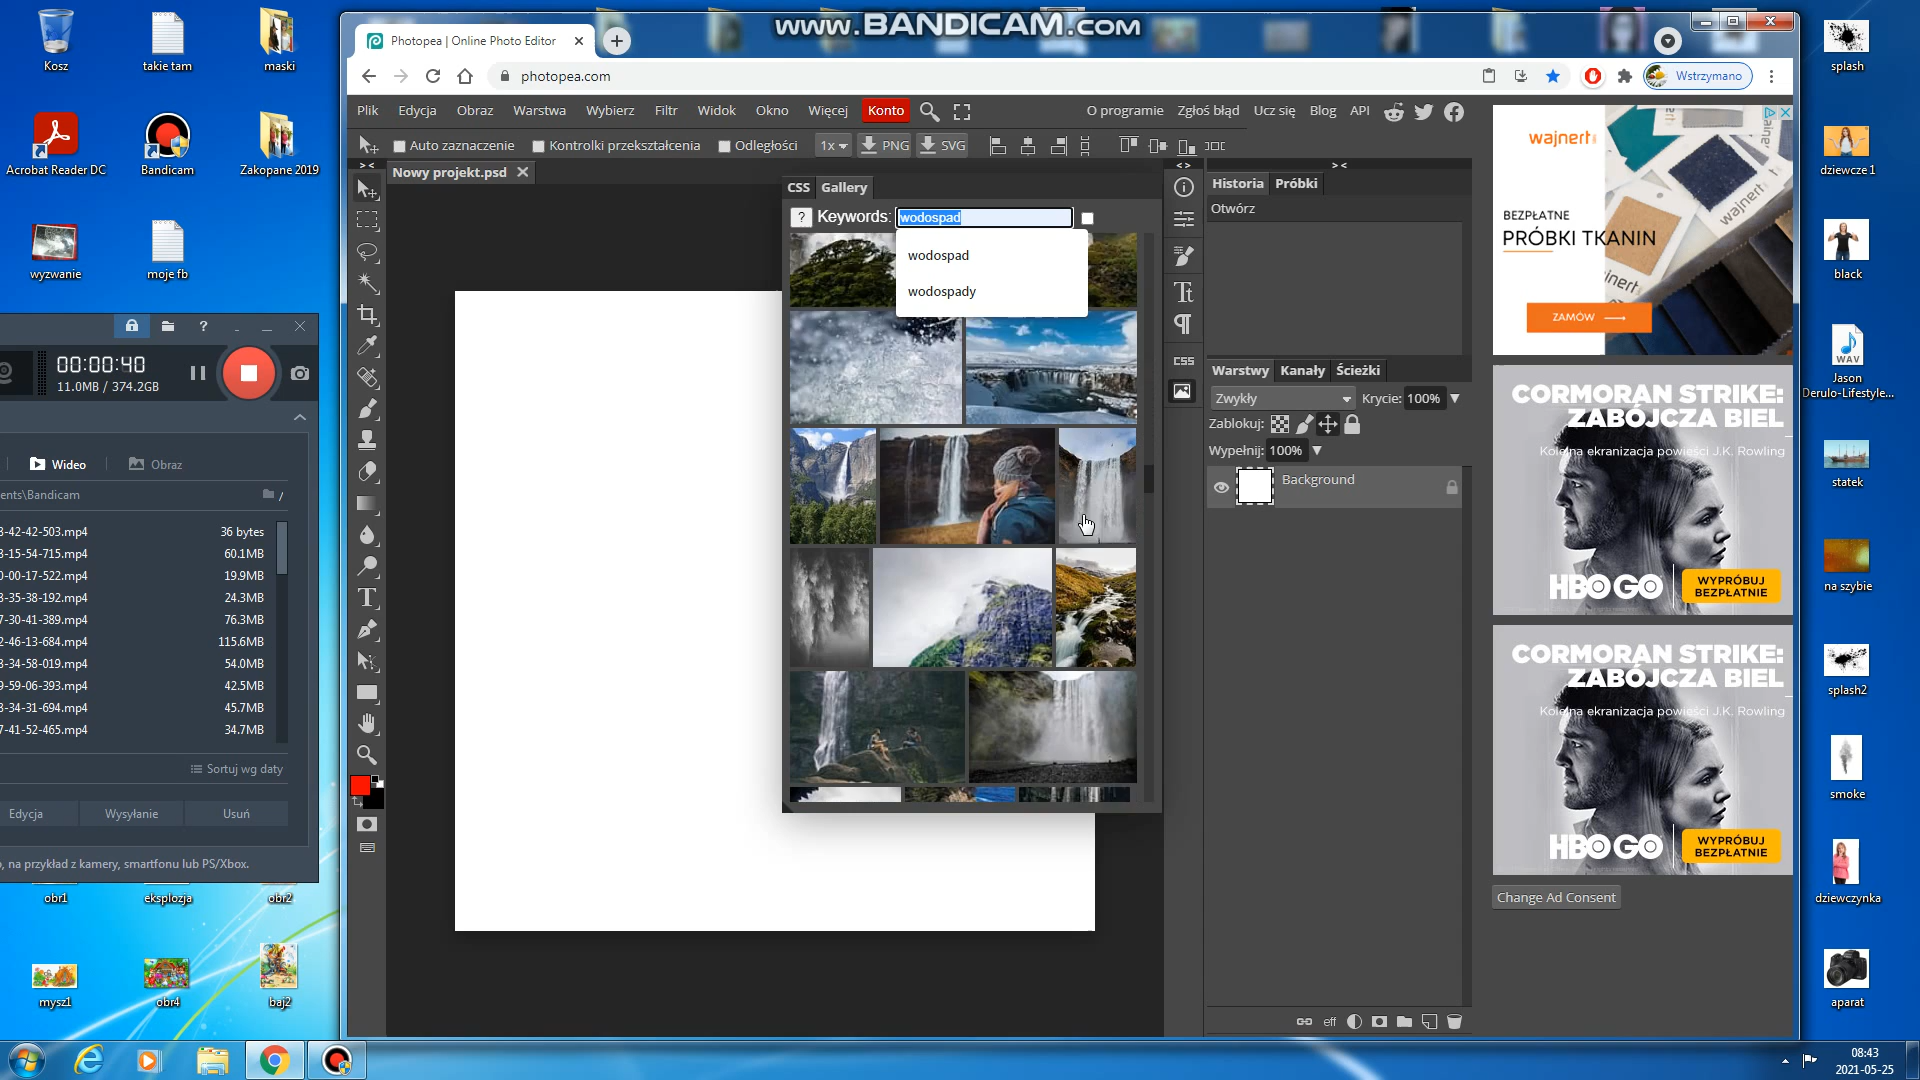 www.BANDICAM.com
Kosz
takie tam
maski
Acrobat Reader DC
Bandicam
Zakopane 2019
wyzwanie
moje fb
Photopea | Online Photo Editor
photopea.com
Wstrzymano
Plik Edycja Obraz Warstwa Wybierz Filtr Widok Okno Więcej Konto
O programie Zgłoś błąd Ucz się Blog API
Auto zaznaczenie Kontrolki przekształcenia Odległości 1x PNG SVG
Nowy projekt.psd
CSS Gallery
? Keywords: wodospad
wodospad
wodospady
Historia Próbki
Otwórz
CSS
Warstwy Kanały Ścieżki
Zwykły Krycie: 100%
Zablokuj:
Wypełnij: 100%
Background
eff
wajnert
BEZPŁATNE
PRÓBKI TKANIN
ZAMÓW
CORMORAN STRIKE:
ZABÓJCZA BIEL
Kolejna ekranizacja powieści J.K. Rowling
HBO GO
WYPRÓBUJ
BEZPŁATNIE
CORMORAN STRIKE:
ZABÓJCZA BIEL
Kolejna ekranizacja powieści J.K. Rowling
HBO GO
WYPRÓBUJ
BEZPŁATNIE
Change Ad Consent
00:00:40
11.0MB / 374.2GB
Wideo Obraz
ents\Bandicam
3-42-42-503.mp4 36 bytes
3-15-54-715.mp4 60.1MB
0-00-17-522.mp4 19.9MB
3-35-38-192.mp4 24.3MB
7-30-41-389.mp4 76.3MB
2-46-13-684.mp4 115.6MB
3-34-58-019.mp4 54.0MB
9-59-06-393.mp4 42.5MB
3-34-31-694.mp4 45.7MB
7-41-52-465.mp4 34.7MB
Sortuj wg daty
Edycja Wysyłanie Usuń
, na przykład z kamery, smartfonu lub PS/Xbox.
obr1
eksplozja
obr2
mysz1
obr4
baj2
splash
dziewcze 1
black
WAV
Jason
Derulo-Lifestyle...
statek
na szybie
splash2
smoke
dziewczynka
aparat
08:43
2021-05-25